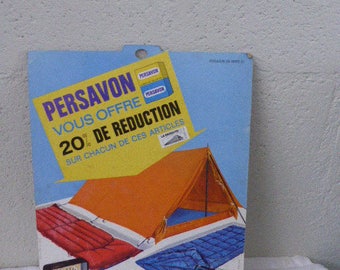 PERSAVON
PERSAVON
PERSAVON
VOUS OFFRE
20% DE REDUCTION
SUR CHACUN DE CES ARTICLES